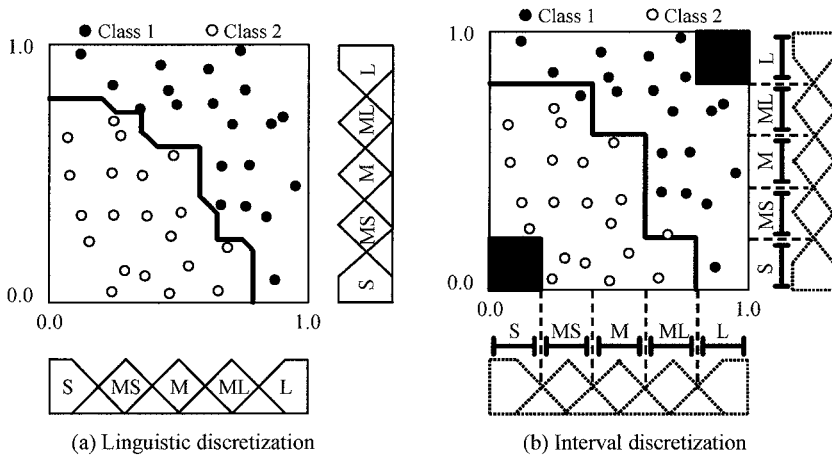 Class 1 Class 2
(a)
1.0
0.0
0.0 1.0
L
ML
M
MS
S
S MS M ML L
(a) Linguistic discretization
Class 1 Class 2
(b)
1.0
0.0
0.0 1.0
L
ML
M
MS
S
S MS M ML L
(b) Interval discretization